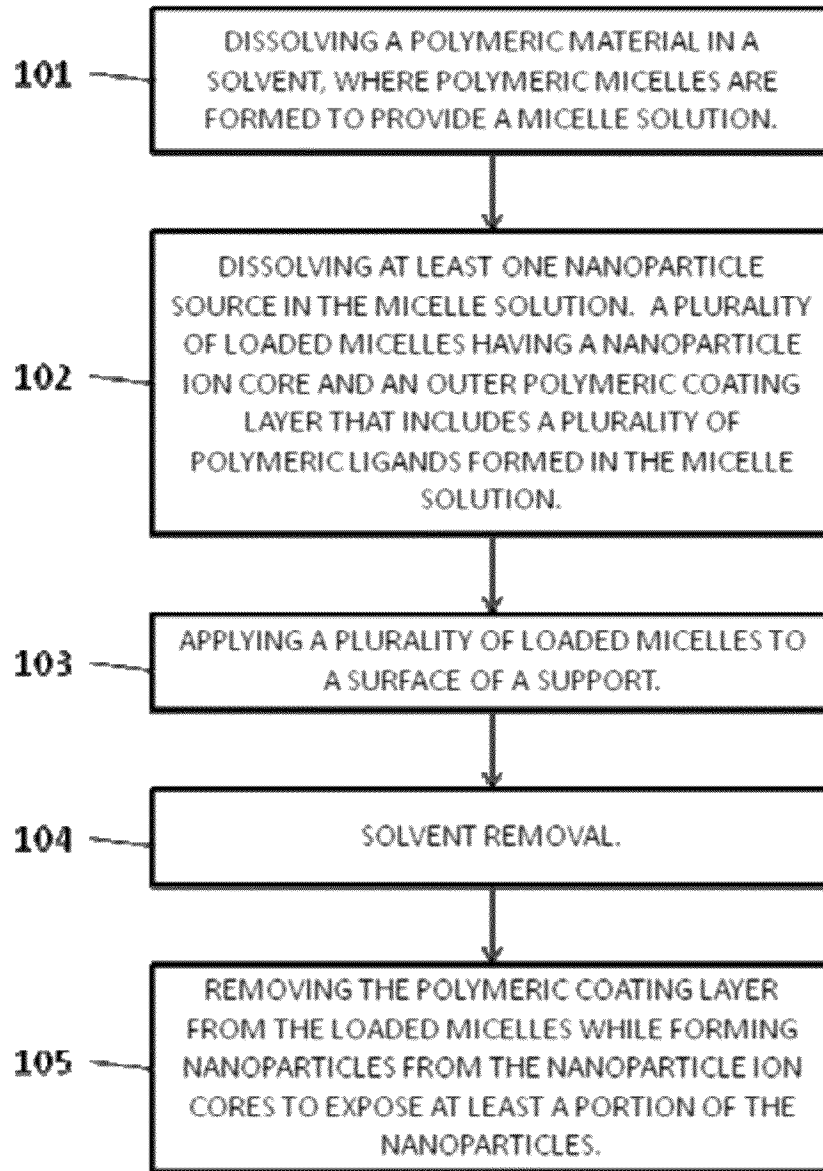 101
DISSOLVING A POLYMERIC MATERIAL IN A
SOLVENT, WHERE POLYMERIC MICELLES ARE
FORMED TO PROVIDE A MICELLE SOLUTION.
102
DISSOLVING AT LEAST ONE NANOPARTICLE
SOURCE IN THE MICELLE SOLUTION. A PLURALITY
OF LOADED MICELLES HAVING A NANOPARTICLE
ION CORE AND AN OUTER POLYMERIC COATING
LAYER THAT INCLUDES A PLURALITY OF
POLYMERIC LIGANDS FORMED IN THE MICELLE
SOLUTION.
103
APPLYING A PLURALITY OF LOADED MICELLES TO
A SURFACE OF A SUPPORT.
104
SOLVENT REMOVAL.
105
REMOVING THE POLYMERIC COATING LAYER
FROM THE LOADED MICELLES WHILE FORMING
NANOPARTICLES FROM THE NANOPARTICLE ION
CORES TO EXPOSE AT LEAST A PORTION OF THE
NANOPARTICLES.